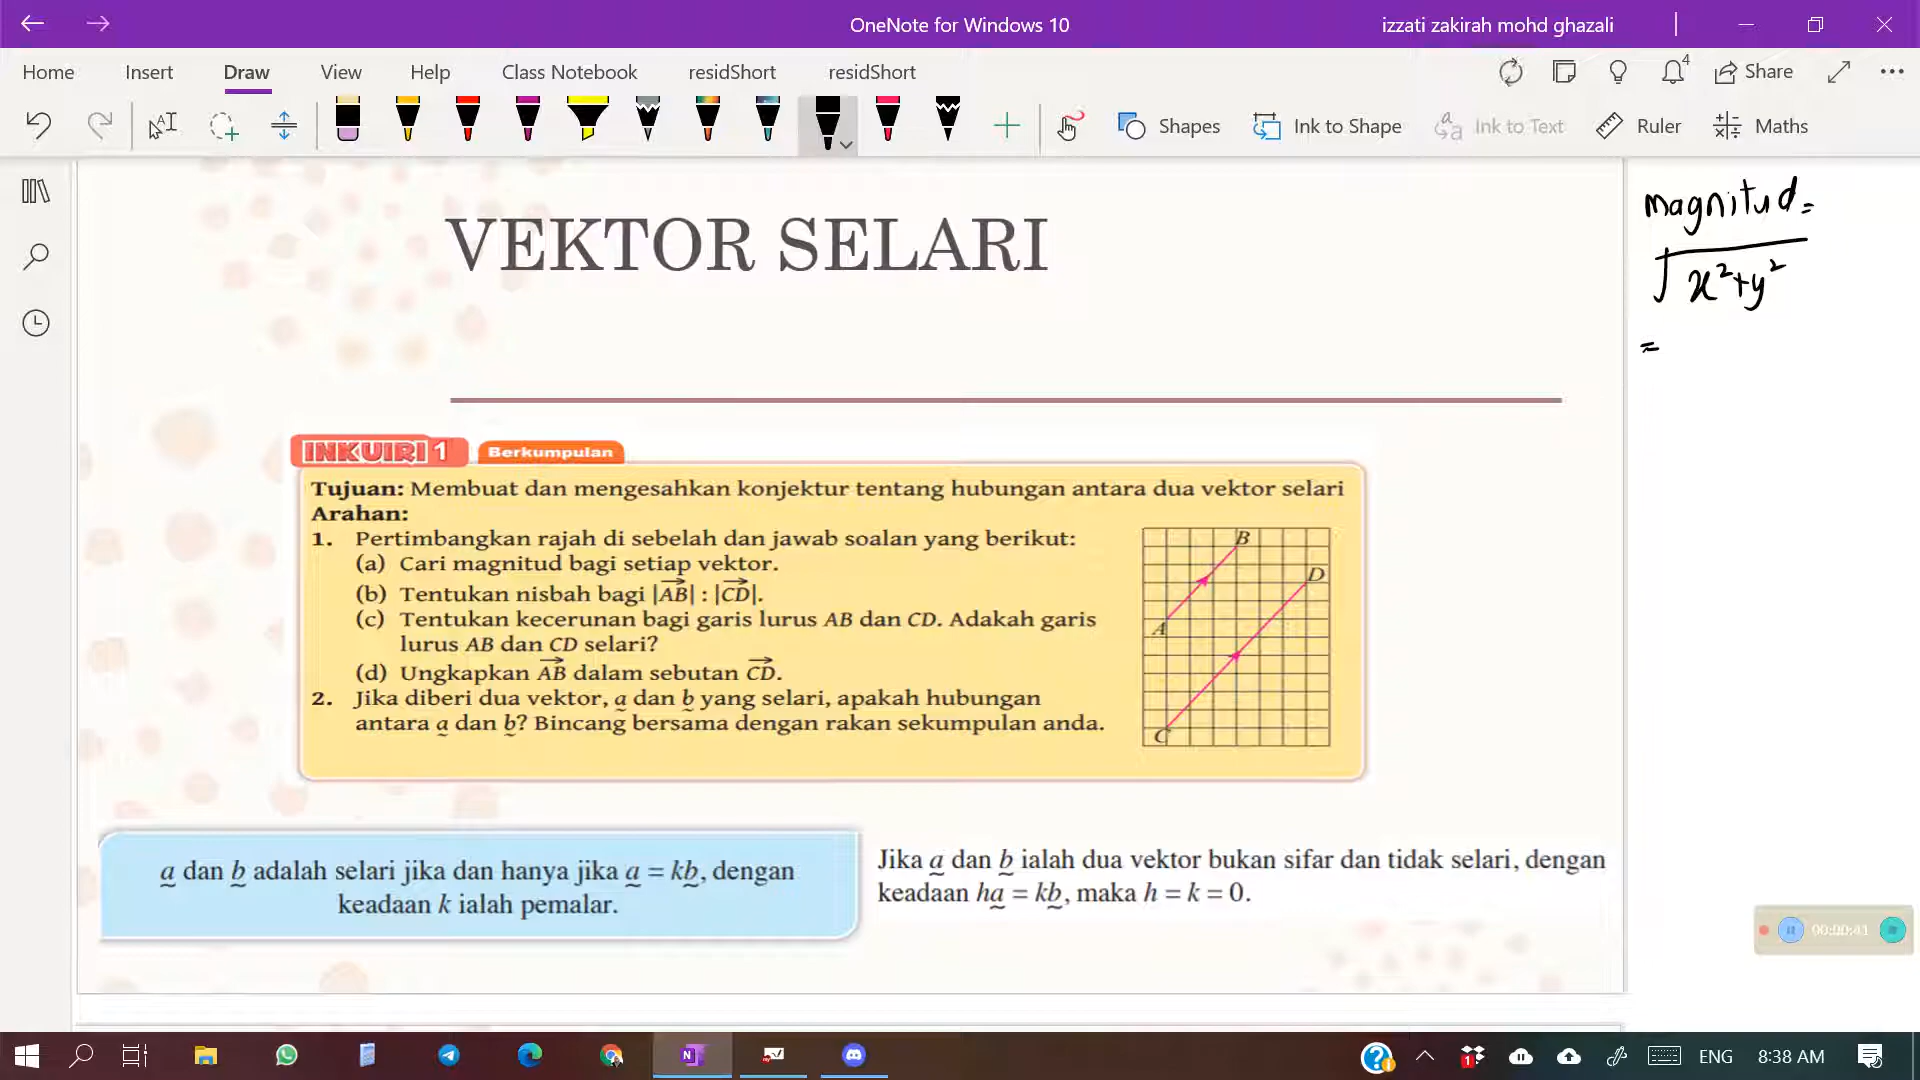 OneNote for Windows 10
izzati zakirah mohd ghazali
Home Insert Draw View Help Class Notebook residShort residShort
4
Share
Shapes Ink to Shape Ink to Text Ruler Maths
VEKTOR SELARI
magnitud =
√x²+y²
=
INKUIRI 1 Berkumpulan
Tujuan: Membuat dan mengesahkan konjektur tentang hubungan antara dua vektor selari
Arahan:
1. Pertimbangkan rajah di sebelah dan jawab soalan yang berikut:
(a) Cari magnitud bagi setiap vektor.
(b) Tentukan nisbah bagi |AB⃗| : |CD⃗|.
(c) Tentukan kecerunan bagi garis lurus AB dan CD. Adakah garis
lurus AB dan CD selari?
(d) Ungkapkan AB⃗ dalam sebutan CD⃗.
2. Jika diberi dua vektor, a̰ dan b̰ yang selari, apakah hubungan
antara a̰ dan b̰? Bincang bersama dengan rakan sekumpulan anda.
B
D
A
C
a̰ dan b̰ adalah selari jika dan hanya jika a̰ = kb̰, dengan
keadaan k ialah pemalar.
Jika a̰ dan b̰ ialah dua vektor bukan sifar dan tidak selari, dengan
keadaan ha̰ = kb̰, maka h = k = 0.
00:00:41
ENG 8:38 AM